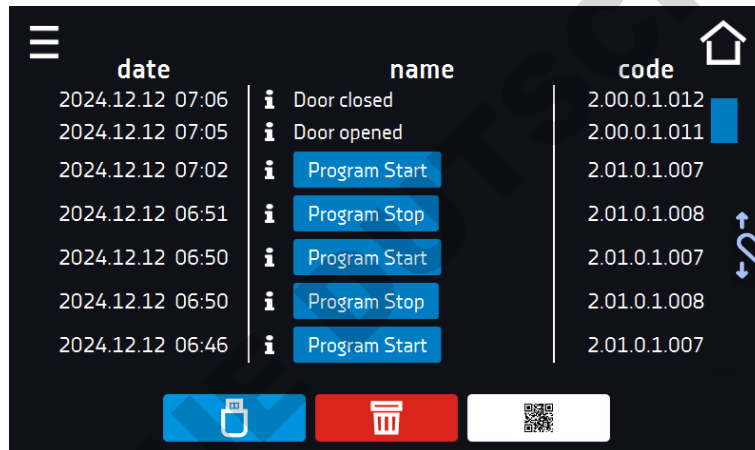 date name code
2024.12.12 07:06 i Door closed 2.00.0.1.012
2024.12.12 07:05 i Door opened 2.00.0.1.011
2024.12.12 07:02 i Program Start 2.01.0.1.007
2024.12.12 06:51 i Program Stop 2.01.0.1.008
2024.12.12 06:50 i Program Start 2.01.0.1.007
2024.12.12 06:50 i Program Stop 2.01.0.1.008
2024.12.12 06:46 i Program Start 2.01.0.1.007